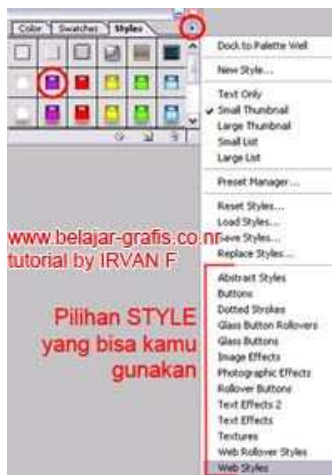 Color Swatches Styles
Dock to Palette Well
New Style...
Text Only
Small Thumbnail
Large Thumbnail
Small List
Large List
Preset Manager...
Reset Styles...
Load Styles...
Save Styles...
Replace Styles...
www.belajar-grafis.co.nr
tutorial by IRVAN F
Pilihan STYLE
yang bisa kamu
gunakan
Abstract Styles
Buttons
Dotted Strokes
Glass Button Rollovers
Glass Buttons
Image Effects
Photographic Effects
Rollover Buttons
Text Effects 2
Text Effects
Textures
Web Rollover Styles
Web Styles